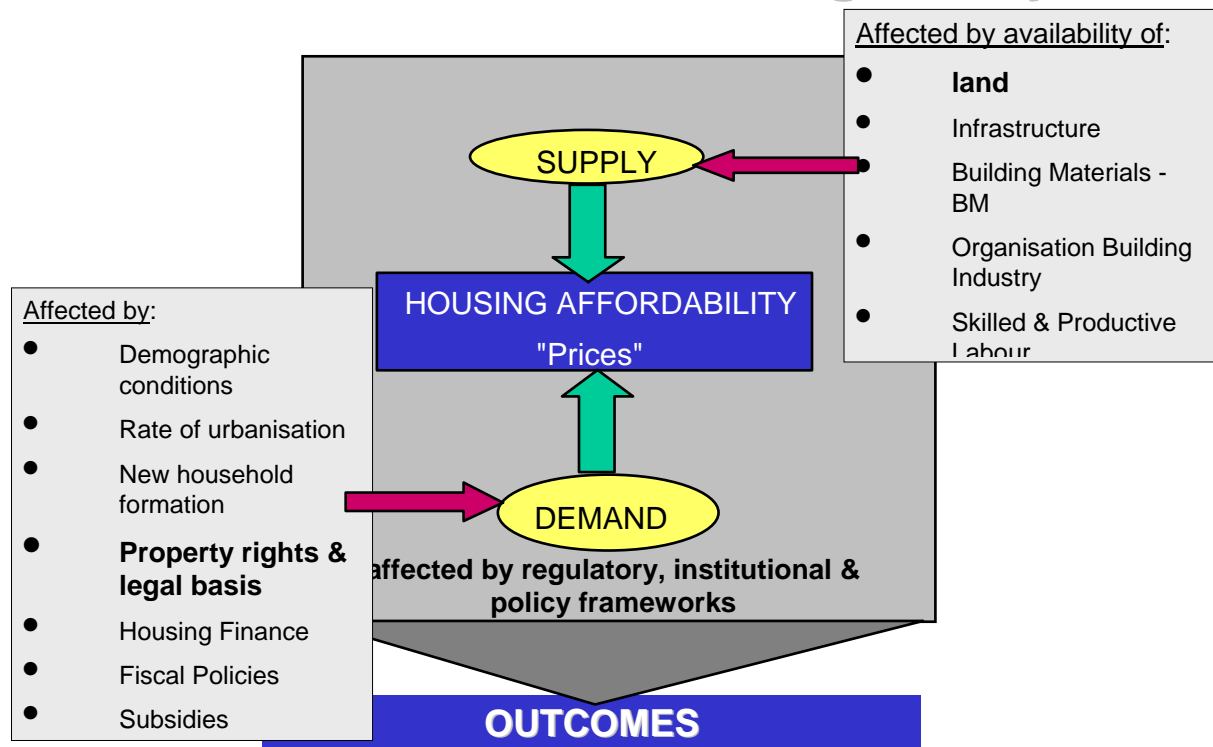 Affected by availability of:
● land
● Infrastructure
● Building Materials -
BM
● Organisation Building
Industry
● Skilled & Productive
Labour
SUPPLY
HOUSING AFFORDABILITY
"Prices"
DEMAND
affected by regulatory, institutional &
policy frameworks
Affected by:
● Demographic
conditions
● Rate of urbanisation
● New household
formation
● Property rights &
legal basis
● Housing Finance
● Fiscal Policies
● Subsidies
OUTCOMES